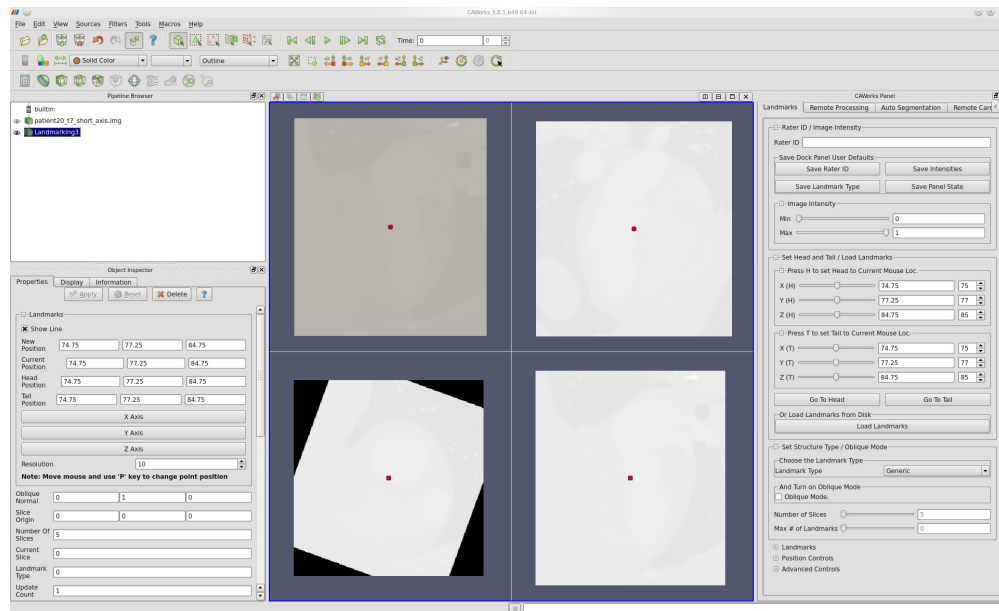 CAWorks 3.8.1.b49 64-bit
File Edit View Sources Filters Tools Macros Help
Time: 0 0
Solid Color Outline
Pipeline Browser
builtin:
patient20_t7_short_axis.img
Landmarking3
Object Inspector
Properties Display Information
Apply Reset Delete ?
Landmarks
Show Line
New Position 74.75 77.25 84.75
Current Position 74.75 77.25 84.75
Head Position 74.75 77.25 84.75
Tail Position 74.75 77.25 84.75
X Axis
Y Axis
Z Axis
Resolution 10
Note: Move mouse and use 'P' key to change point position
Oblique Normal 0 1 0
Slice Origin 0 0 0
Number Of Slices 5
Current Slice 0
Landmark Type 0
Update Count 1
CAWorks Panel
Landmarks Remote Processing Auto Segmentation Remote Card
Rater ID / Image Intensity
Rater ID
Save Dock Panel User Defaults
Save Rater ID Save Intensities
Save Landmark Type Save Panel State
Image Intensity
Min 0
Max 1
Set Head and Tail / Load Landmarks
Press H to set Head to Current Mouse Loc.
X (H) 74.75 75
Y (H) 77.25 77
Z (H) 84.75 85
Press T to set Tail to Current Mouse Loc.
X (T) 74.75 75
Y (T) 77.25 77
Z (T) 84.75 85
Go To Head Go To Tail
Or Load Landmarks from Disk
Load Landmarks
Set Structure Type / Oblique Mode
Choose the Landmark Type
Landmark Type Generic
And Turn on Oblique Mode
Oblique Mode.
Number of Slices 5
Max # of Landmarks 0
Landmarks
Position Controls
Advanced Controls